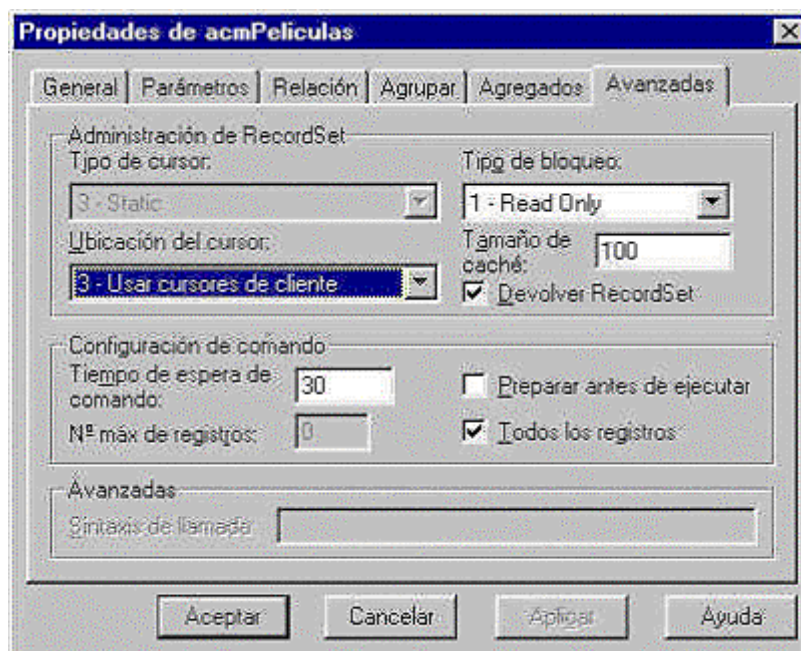 Propiedades de acmPeliculas
General Parámetros Relación Agrupar Agregados Avanzadas
Administración de RecordSet
Tipo de cursor: Tipo de bloqueo:
3 - Static 1 - Read Only
Ubicación del cursor: Tamaño de caché: 100
3 - Usar cursores de cliente Devolver RecordSet
Configuración de comando
Tiempo de espera de comando: 30 Preparar antes de ejecutar
Nº máx de registros: 0 Todos los registros
Avanzadas
Sintaxis de llamada:
Aceptar Cancelar Aplicar Ayuda